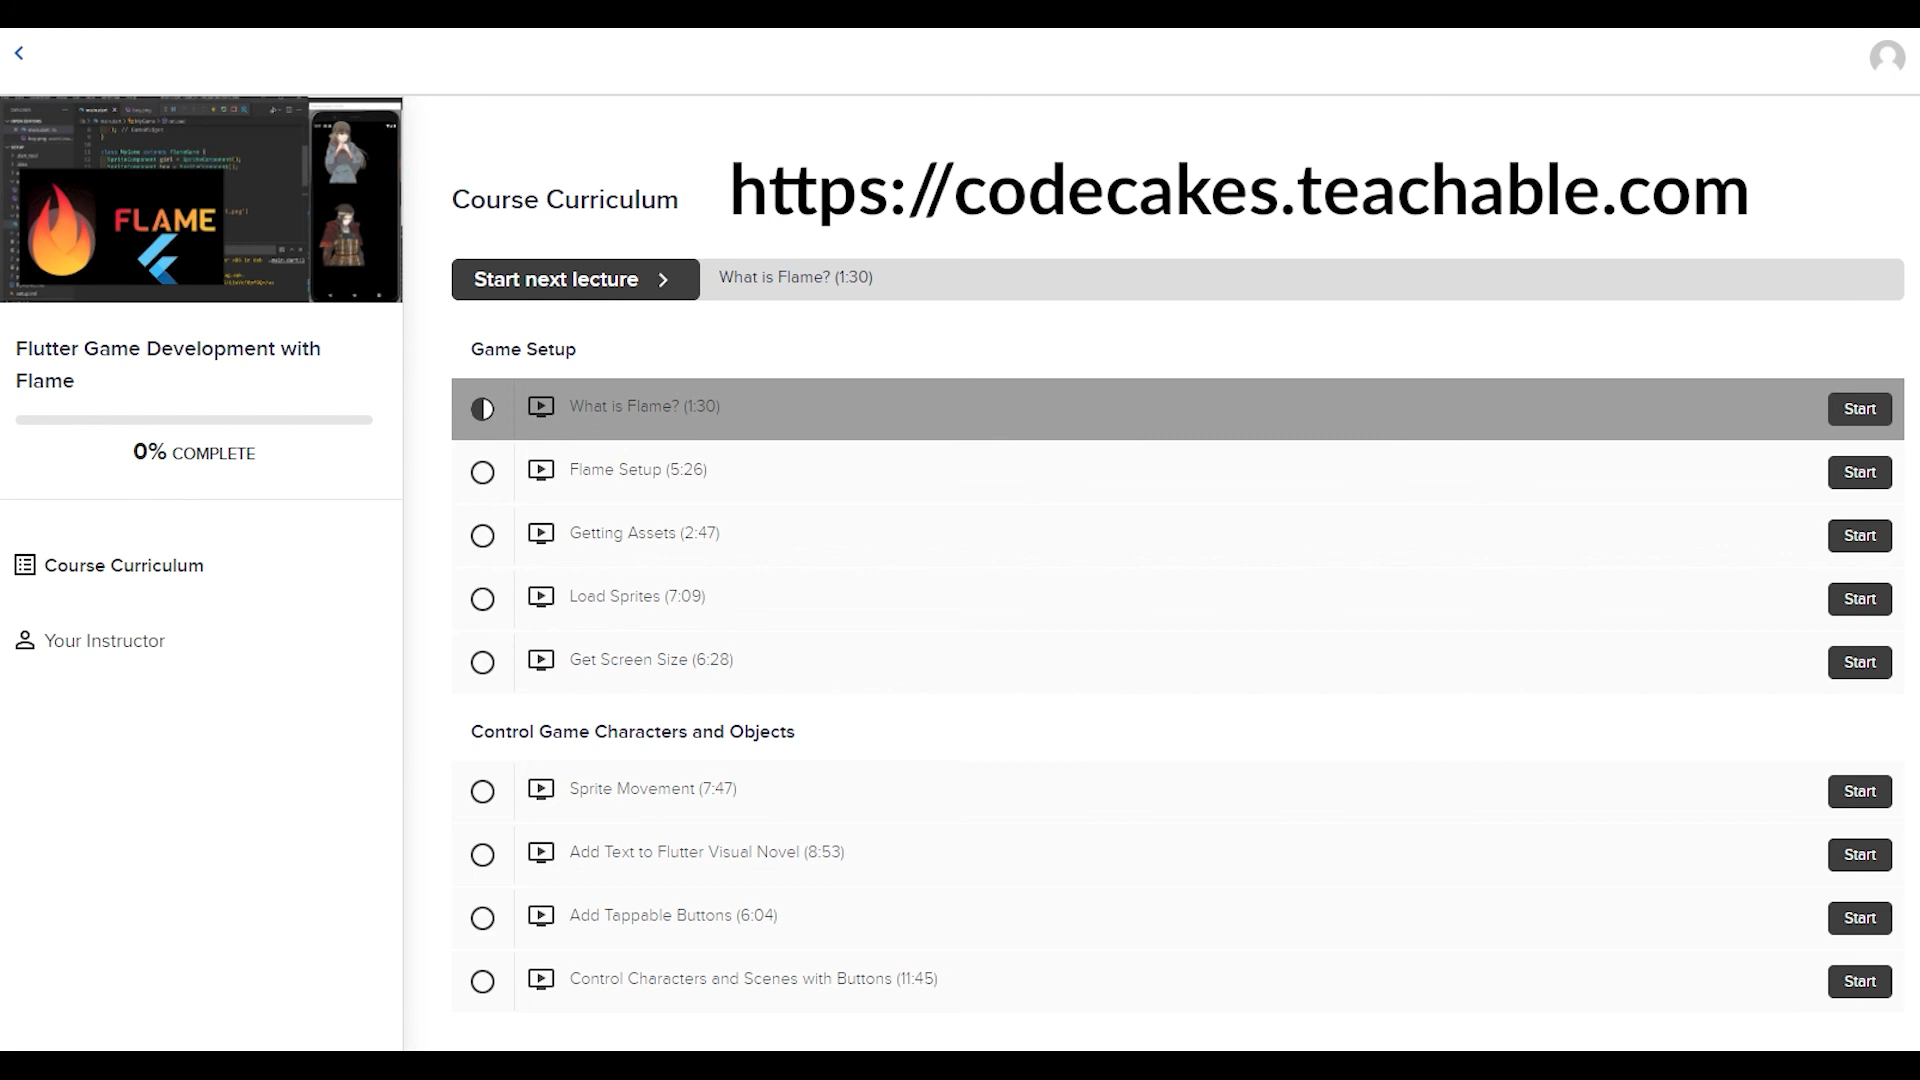 FLAME
Flutter Game Development with
Flame
0% COMPLETE
Course Curriculum
Your Instructor
Course Curriculum
https://codecakes.teachable.com
Start next lecture
What is Flame? (1:30)
Game Setup
What is Flame? (1:30)
Start
Flame Setup (5:26)
Start
Getting Assets (2:47)
Start
Load Sprites (7:09)
Start
Get Screen Size (6:28)
Start
Control Game Characters and Objects
Sprite Movement (7:47)
Start
Add Text to Flutter Visual Novel (8:53)
Start
Add Tappable Buttons (6:04)
Start
Control Characters and Scenes with Buttons (11:45)
Start